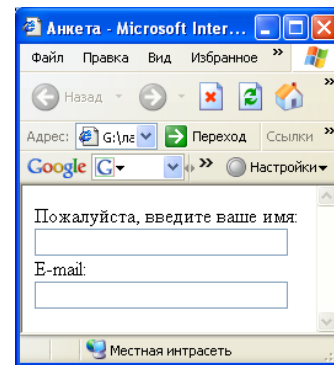 Анкета - Microsoft Inter...
Файл Правка Вид Избранное »
Назад »
Адрес: G:\ла Переход Ссылки »
Google G » Настройки
Пожалуйста, введите ваше имя:
E-mail:
Местная интрасеть